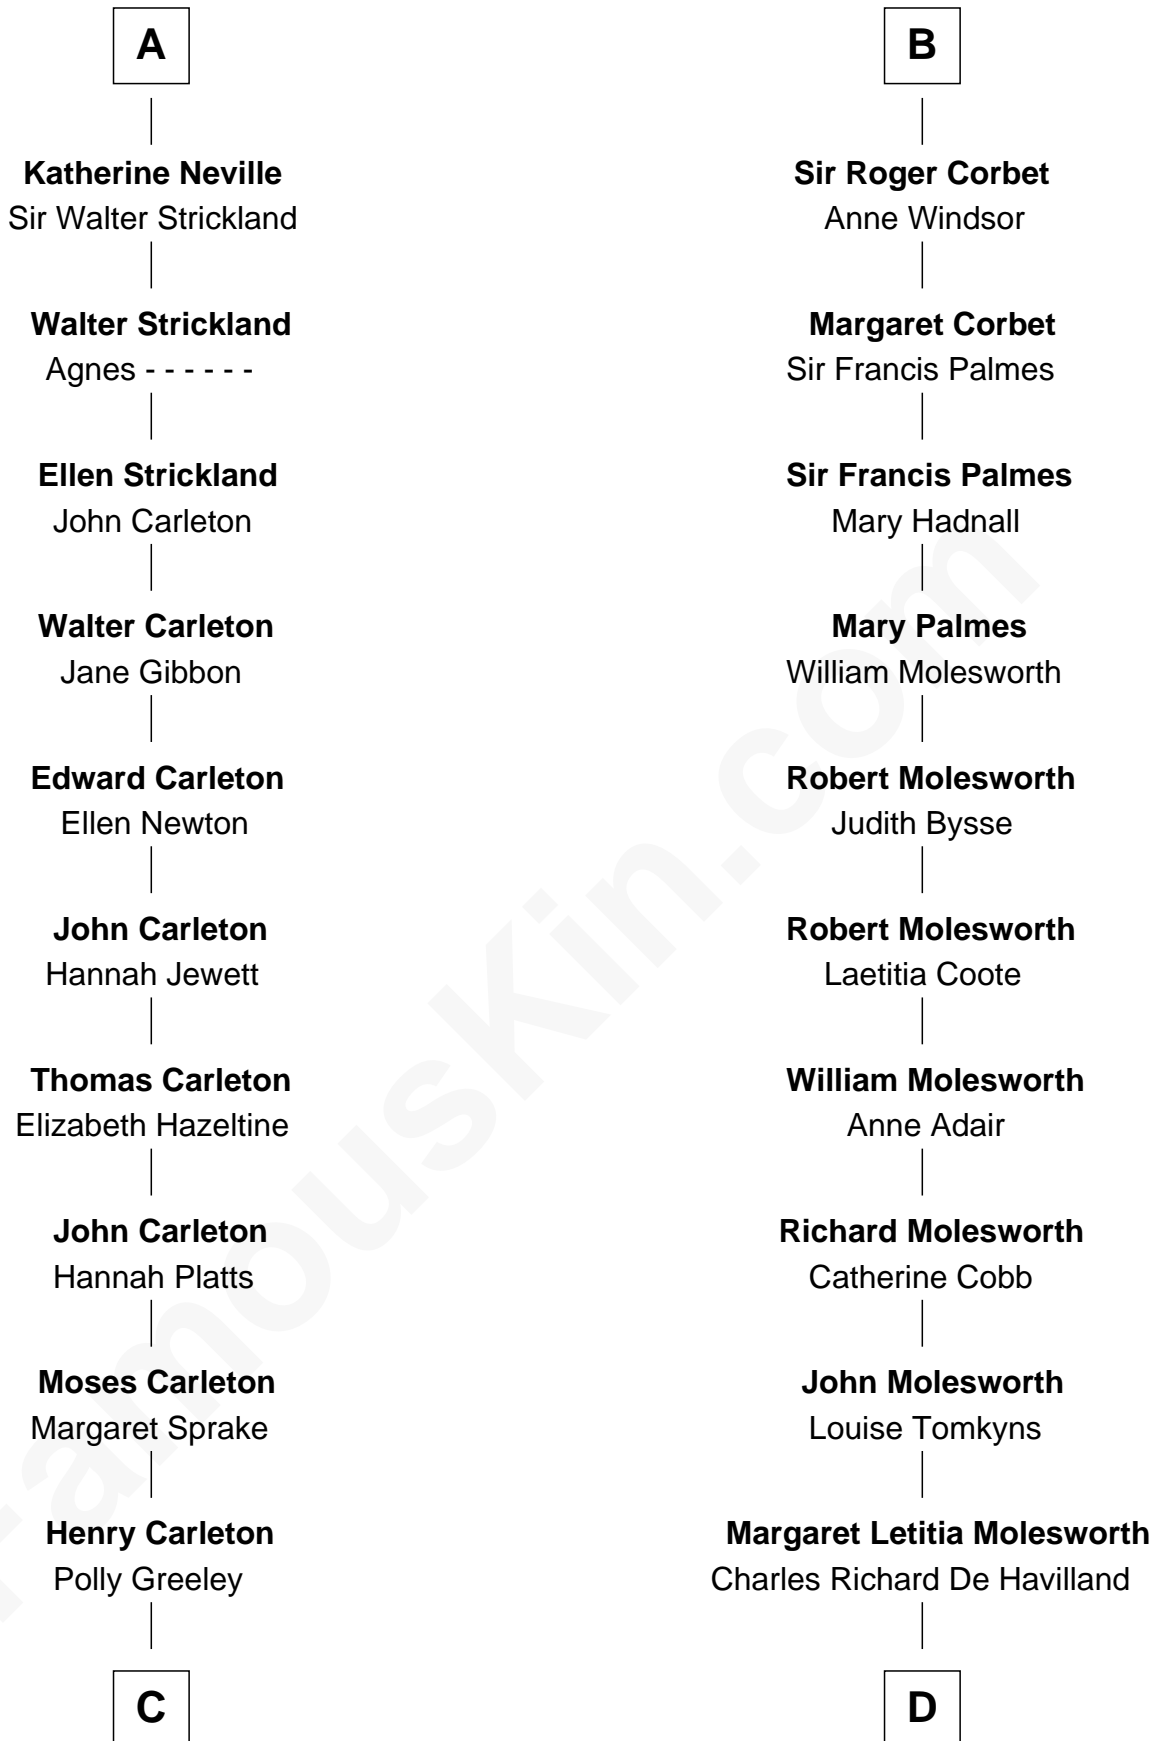 A
Katherine Neville
Sir Walter Strickland
Walter Strickland
Agnes - - - - - -
Ellen Strickland
John Carleton
Walter Carleton
Jane Gibbon
Edward Carleton
Ellen Newton
John Carleton
Hannah Jewett
Thomas Carleton
Elizabeth Hazeltine
John Carleton
Hannah Platts
Moses Carleton
Margaret Sprake
Henry Carleton
Polly Greeley
C
B
Sir Roger Corbet
Anne Windsor
Margaret Corbet
Sir Francis Palmes
Sir Francis Palmes
Mary Hadnall
Mary Palmes
William Molesworth
Robert Molesworth
Judith Bysse
Robert Molesworth
Laetitia Coote
William Molesworth
Anne Adair
Richard Molesworth
Catherine Cobb
John Molesworth
Louise Tomkyns
Margaret Letitia Molesworth
Charles Richard De Havilland
D
FamousKin.com